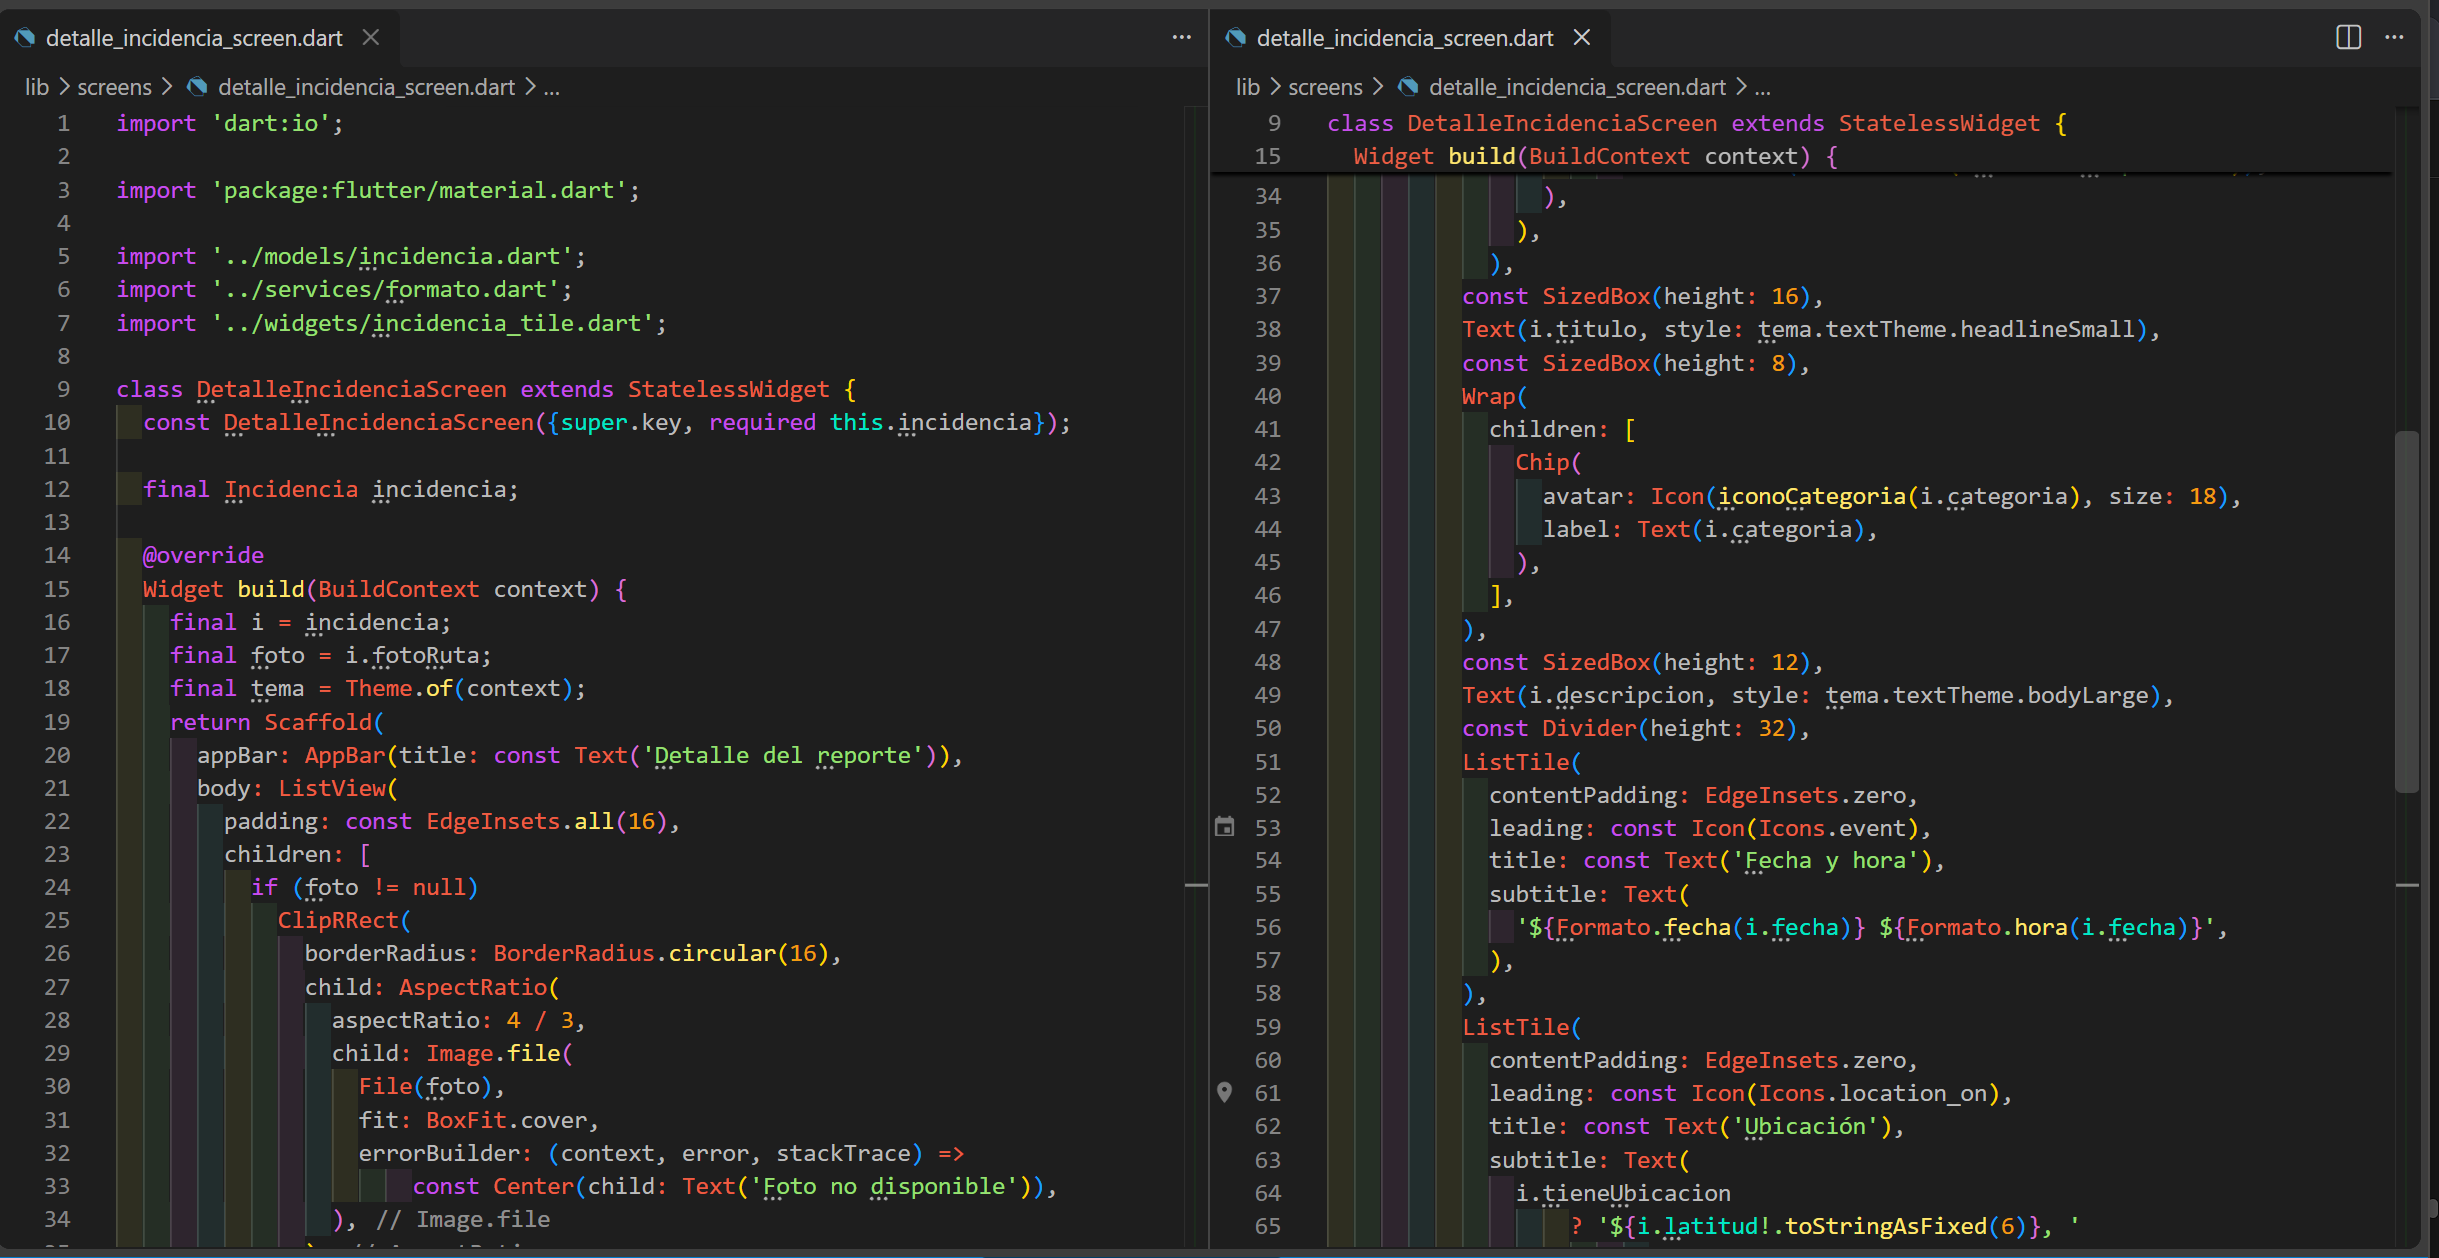 detalle_incidencia_screen.dart
lib > screens > detalle_incidencia_screen.dart > ...
1 import 'dart:io';
2
3 import 'package:flutter/material.dart';
4
5 import '../models/incidencia.dart';
6 import '../services/formato.dart';
7 import '../widgets/incidencia_tile.dart';
8
9 class DetalleIncidenciaScreen extends StatelessWidget {
10 const DetalleIncidenciaScreen({super.key, required this.incidencia});
11
12 final Incidencia incidencia;
13
14 @override
15 Widget build(BuildContext context) {
16 final i = incidencia;
17 final foto = i.fotoRuta;
18 final tema = Theme.of(context);
19 return Scaffold(
20 appBar: AppBar(title: const Text('Detalle del reporte')),
21 body: ListView(
22 padding: const EdgeInsets.all(16),
23 children: [
24 if (foto != null)
25 ClipRRect(
26 borderRadius: BorderRadius.circular(16),
27 child: AspectRatio(
28 aspectRatio: 4 / 3,
29 child: Image.file(
30 File(foto),
31 fit: BoxFit.cover,
32 errorBuilder: (context, error, stackTrace) =>
33 const Center(child: Text('Foto no disponible')),
34 ), // Image.file
detalle_incidencia_screen.dart
lib > screens > detalle_incidencia_screen.dart > ...
9 class DetalleIncidenciaScreen extends StatelessWidget {
15 Widget build(BuildContext context) {
34 ),
35 ),
36 ),
37 const SizedBox(height: 16),
38 Text(i.titulo, style: tema.textTheme.headlineSmall),
39 const SizedBox(height: 8),
40 Wrap(
41 children: [
42 Chip(
43 avatar: Icon(iconoCategoria(i.categoria), size: 18),
44 label: Text(i.categoria),
45 ),
46 ],
47 ),
48 const SizedBox(height: 12),
49 Text(i.descripcion, style: tema.textTheme.bodyLarge),
50 const Divider(height: 32),
51 ListTile(
52 contentPadding: EdgeInsets.zero,
53 leading: const Icon(Icons.event),
54 title: const Text('Fecha y hora'),
55 subtitle: Text(
56 '${Formato.fecha(i.fecha)} ${Formato.hora(i.fecha)}',
57 ),
58 ),
59 ListTile(
60 contentPadding: EdgeInsets.zero,
61 leading: const Icon(Icons.location_on),
62 title: const Text('Ubicación'),
63 subtitle: Text(
64 i.tieneUbicacion
65 ? '${i.latitud!.toStringAsFixed(6)}, '